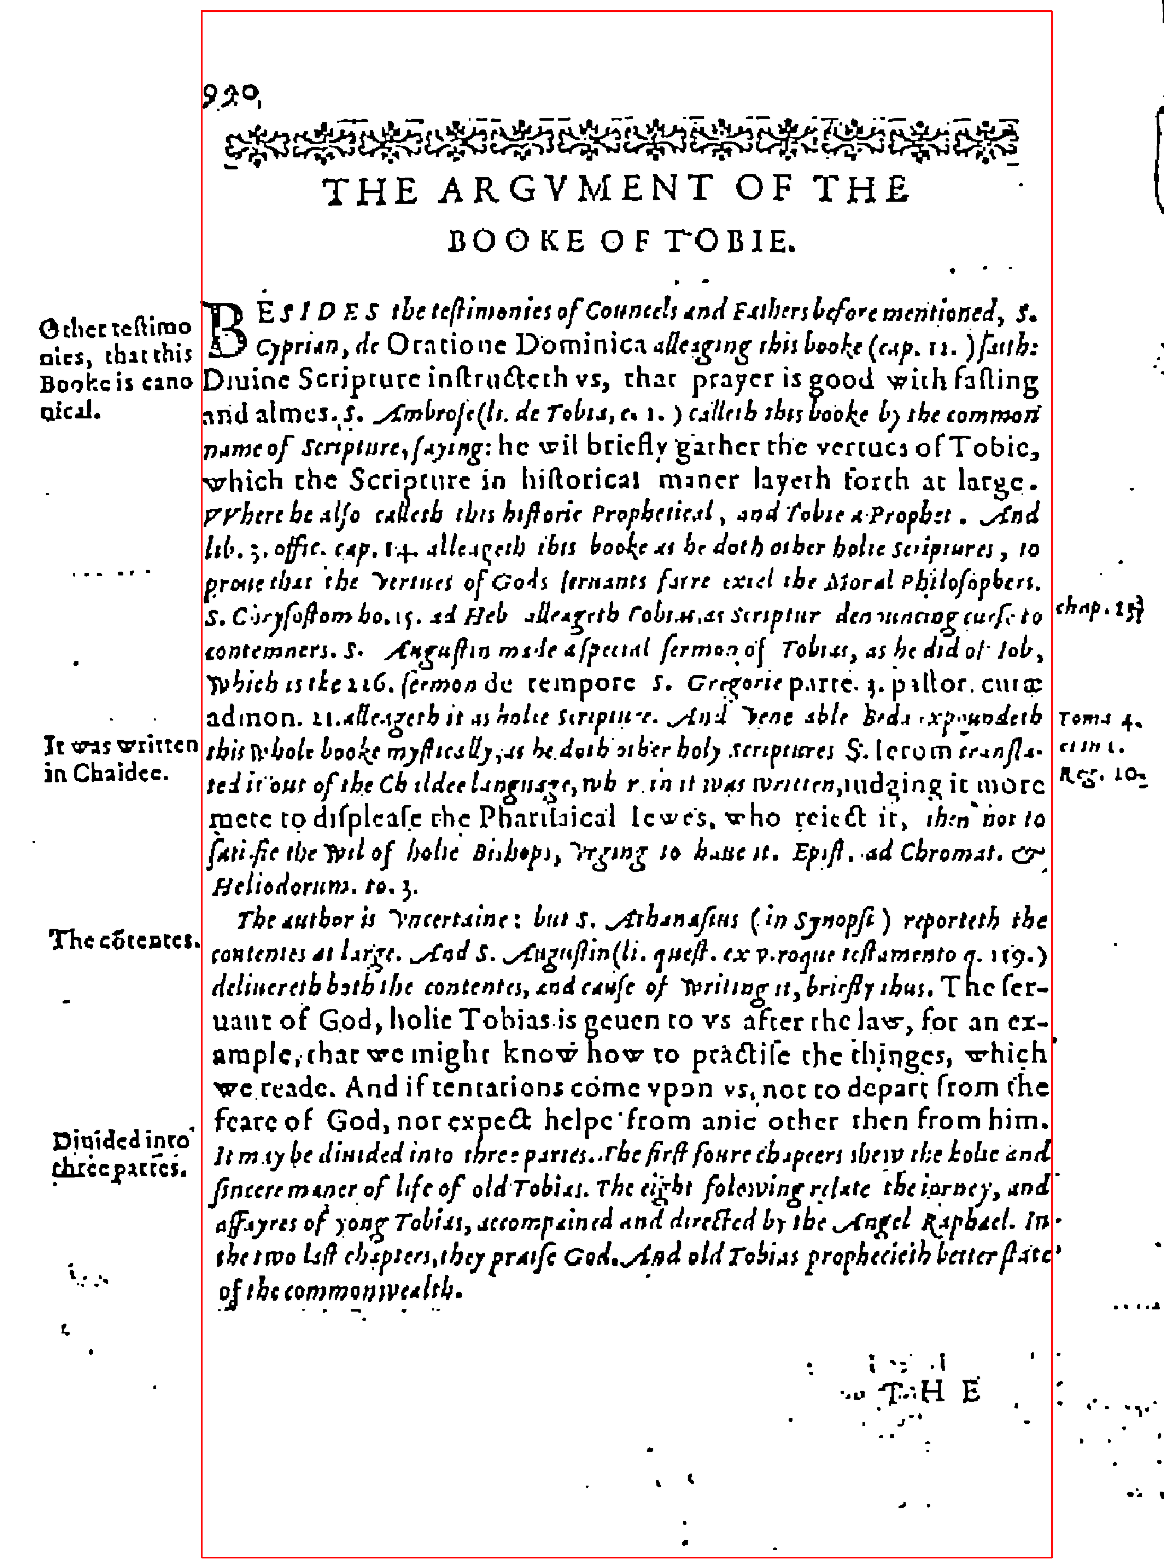 920
THE ARGVMENT OF THE
BOOKE OF TOBIE.
Other testimo
nies, that this
Booke is cano
nical.
BESIDES the testimonies of Councels and Fathers before mentioned, S.
Cyprian, de Oratione Dominica alleaging this booke (cap. 11.) saith:
Diuine Scripture instructeth vs, that prayer is good with fasting
and almes. S. Ambrose (li. de Tobia, c. 1.) calleth this booke by the common
name of Scripture, saying: he wil briefly gather the vertues of Tobie,
which the Scripture in historical maner layeth forth at large.
VVhere he also calleth this historie Prophetical, and Tobie a Prophet. And
lib. 3. offic. cap. 14. alleageth this booke as he doth other holie Scriptures, to
proue that the vertues of Gods seruants farre excel the Moral Philosophers.
S. Chrysostom ho. 15. ad Heb alleageth Tobias as Scriptur denouncing curse to
contemners. S. Augustin made a special sermon of Tobias, as he did of Iob,
which is the 226. sermon de tempore S. Gregorie parte. 3. pastor. curæ
admon. 21. alleageth it as holie Scripture. And Venerable Beda expoundeth
this whole booke mystically, as he doth other holy Scriptures S. Ierom transla-
ted it out of the Chaldee language, wherin it was written, iudging it more
mete to displease the Pharisaical Iewes, who reiect it, then not to
satisfie the wil of holie Bishops, vrging to haue it. Epist. ad Chromat. &
Heliodorum. to. 3.
chap. 15
Toma 4.
et in 1.
Reg. 10.
It was written
in Chaldee.
The author is vncertaine: but S. Athanasius (in Synopsi) reporteth the
contentes at large. And S. Augustin (li. quest. ex v. roque testamento q. 119.)
deliuereth both the contentes, and cause of writing it, briefly thus. The ser-
uant of God, holie Tobias is geuen to vs after the law, for an ex-
ample, that we might know how to practise the thinges, which
we reade. And if tentations come vpon vs, not to depart from the
feare of God, nor expect helpe from anie other then from him.
It may be diuided into three partes. The first foure chapters shew the holie and
sincere maner of life of old Tobias. The eight folowing relate the iorney, and
affayres of yong Tobias, accompained and directed by the Angel Raphael. In
the two last chapters, they praise God. And old Tobias prophecieth better state
of the commonwealth.
The cōtentes.
Diuided into
three partes.
THE